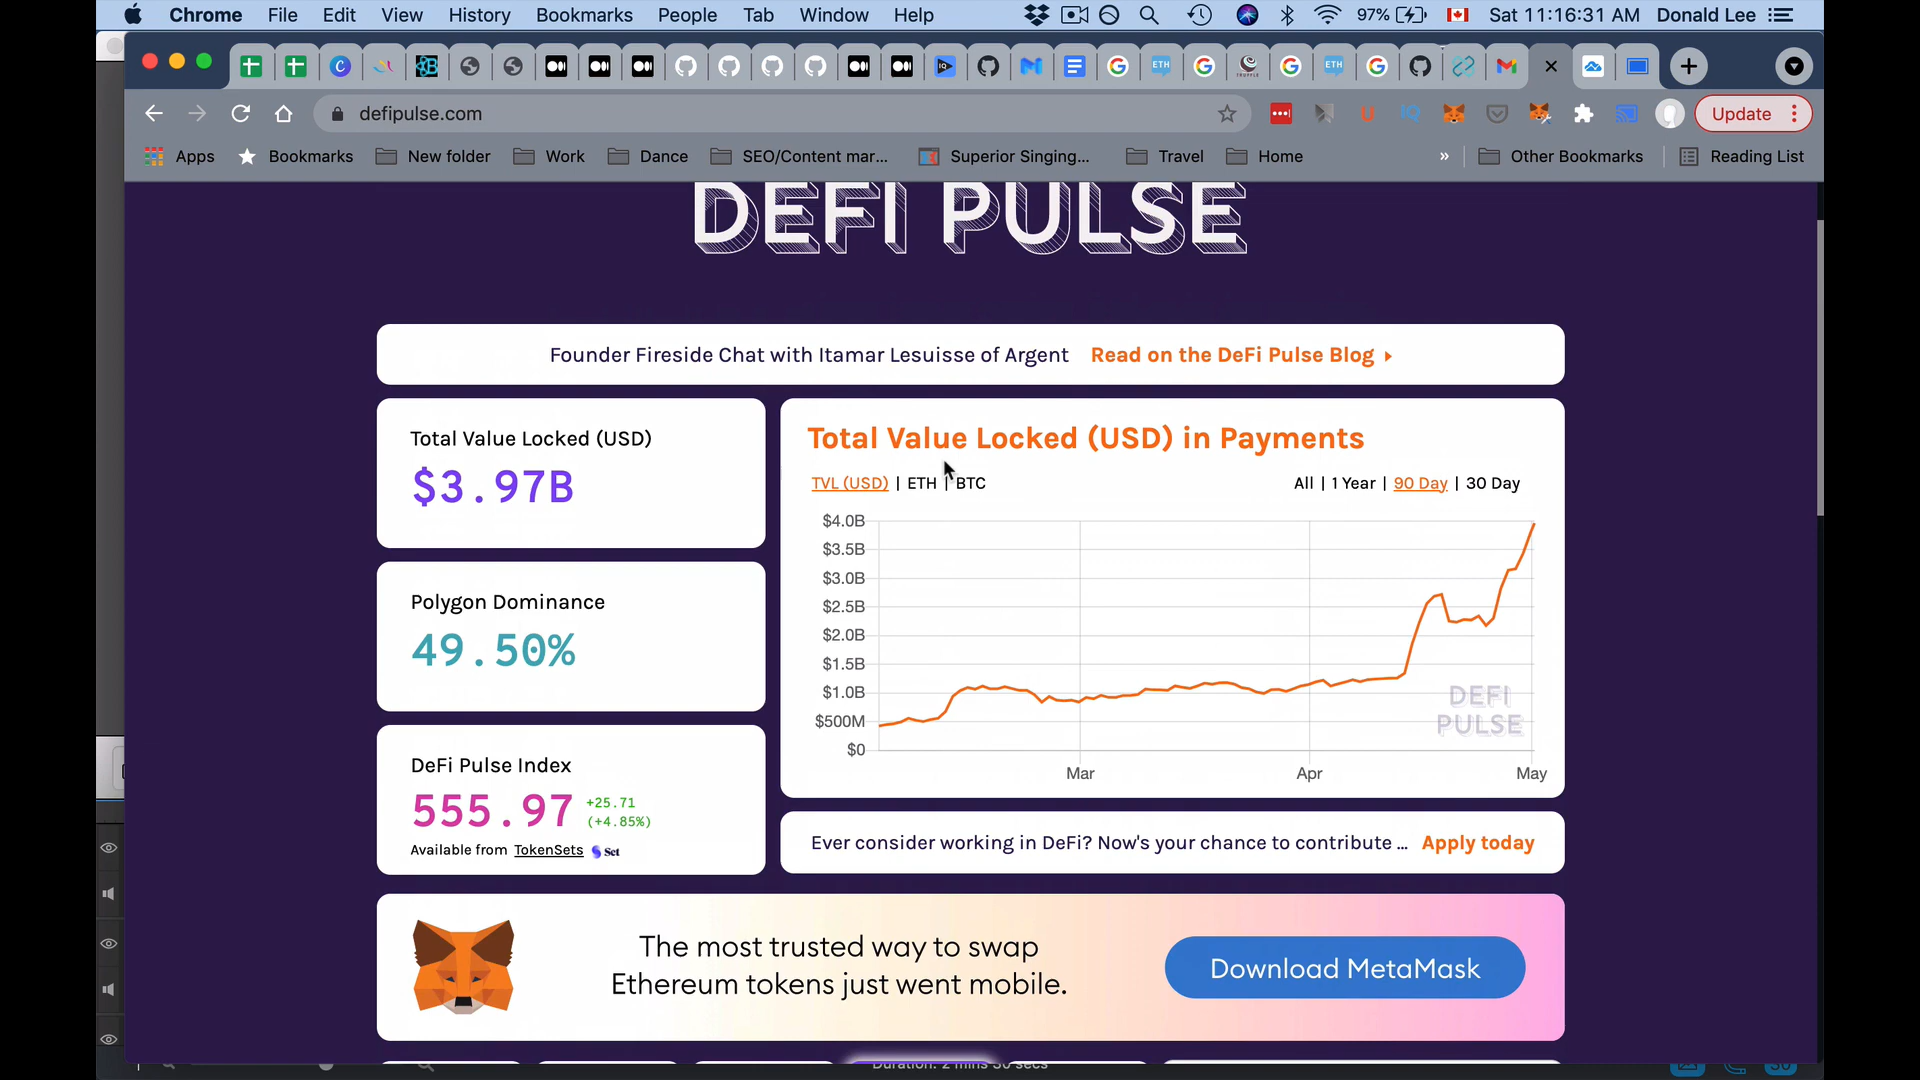 Chrome File Edit View History Bookmarks People Tab Window Help 97% Sat 11:16:31 AM Donald Lee
defipulse.com Update
Apps Bookmarks New folder Work Dance SEO/Content mar... Superior Singing... Travel Home » Other Bookmarks Reading List
DEFI PULSE
Founder Fireside Chat with Itamar Lesuisse of Argent Read on the DeFi Pulse Blog
Total Value Locked (USD)
$3.97B
Polygon Dominance
49.50%
DeFi Pulse Index
555.97 +25.71
(+4.85%)
Available from TokenSets Set
Total Value Locked (USD) in Payments
TVL (USD) | ETH | BTC All | 1 Year | 90 Day | 30 Day
$4.0B
$3.5B
$3.0B
$2.5B
$2.0B
$1.5B
$1.0B
$500M
$0
Mar Apr May
DEFI
PULSE
Ever consider working in DeFi? Now's your chance to contribute ... Apply today
The most trusted way to swap
Ethereum tokens just went mobile.
Download MetaMask
Duration: 2 mins 30 secs